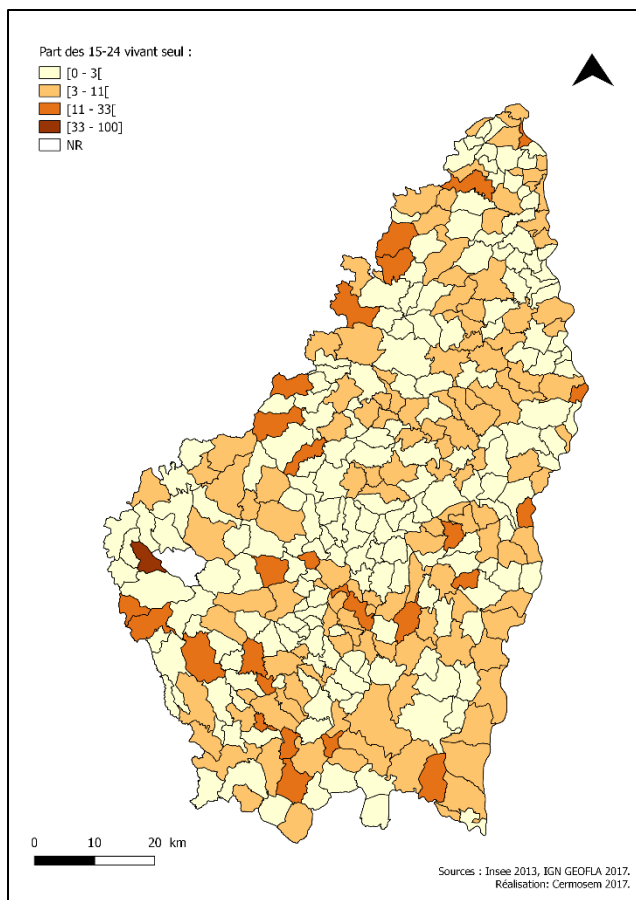 Part des 15-24 vivant seul :
[0 - 3[
[3 - 11[
[11 - 33[
[33 - 100]
NR
0 10 20 km
Sources : Insee 2013, IGN GEOFLA 2017.
Réalisation: Cermosem 2017.